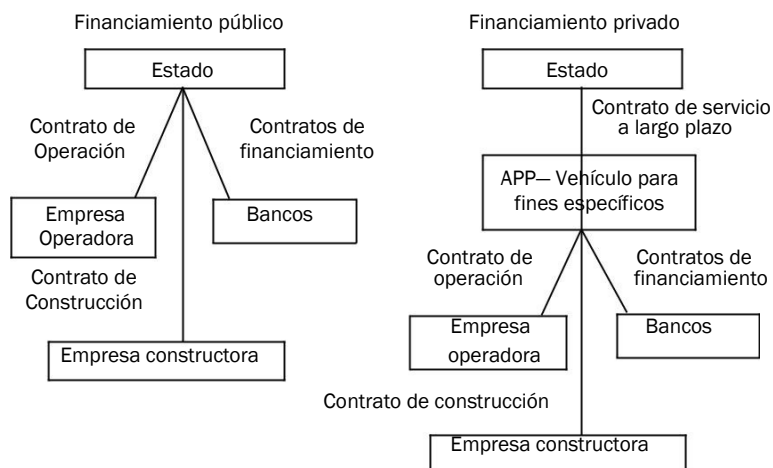 Financiamiento público
Estado
Contrato de
Operación
Contratos de
financiamiento
Empresa
Operadora
Bancos
Contrato de
Construcción
Empresa constructora
Financiamiento privado
Estado
Contrato de servicio
a largo plazo
APP— Vehículo para
fines específicos
Contrato de
operación
Contratos de
financiamiento
Empresa
operadora
Bancos
Contrato de construcción
Empresa constructora